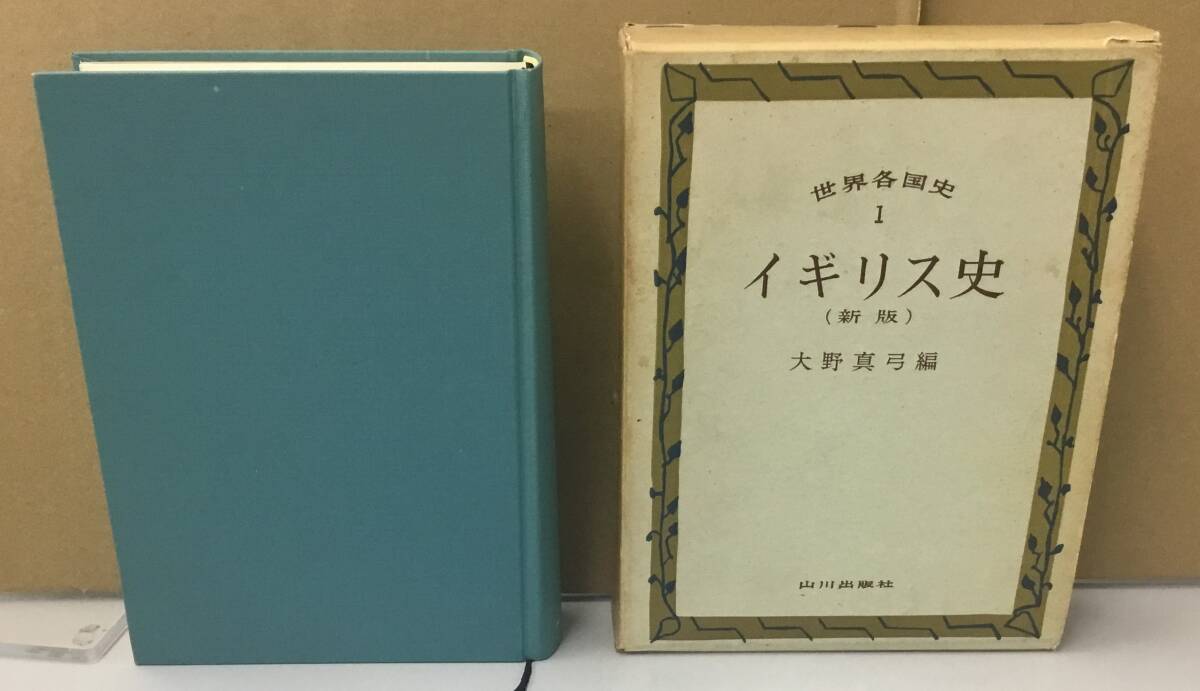 世界各国史
1
イギリス史
（新版）
大野真弓編
山川出版社